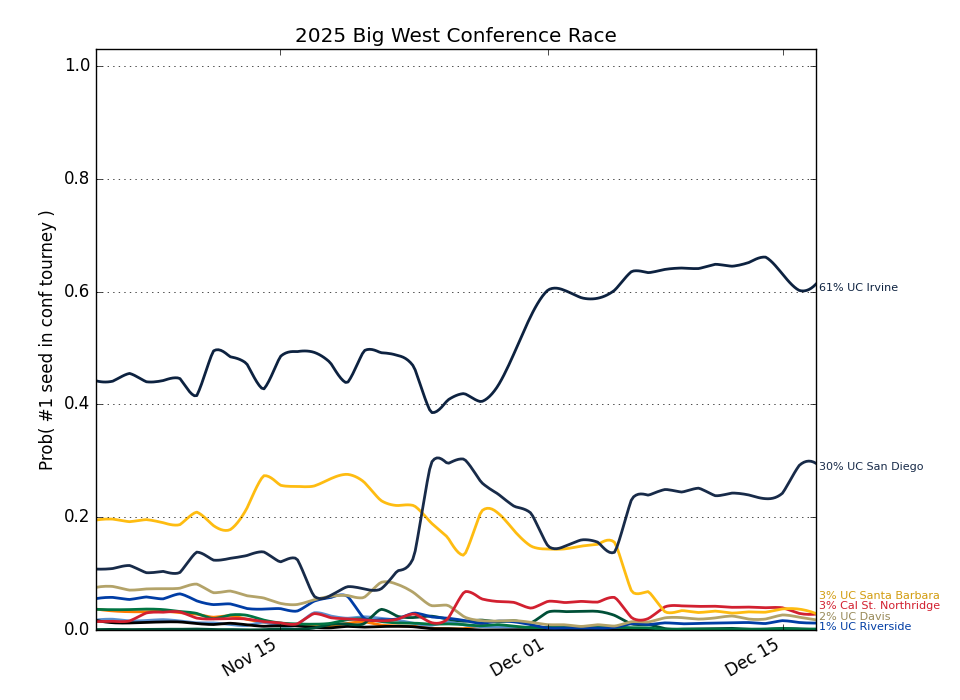 2025 Big West Conference Race
Prob( #1 seed in conf tourney )
1.0
0.8
0.6
0.4
0.2
0.0
Nov 15
Dec 01
Dec 15
61% UC Irvine
30% UC San Diego
3% UC Santa Barbara
3% Cal St. Northridge
2% UC Davis
1% UC Riverside